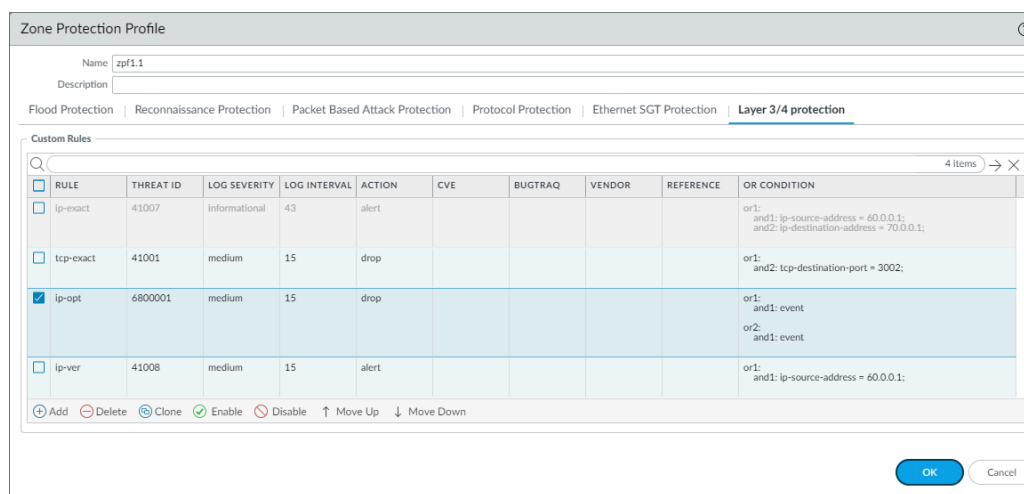 Zone Protection Profile
Name zpf1.1
Description
Flood Protection | Reconnaissance Protection | Packet Based Attack Protection | Protocol Protection | Ethernet SGT Protection | Layer 3/4 protection
Custom Rules
4 items
RULE THREAT ID LOG SEVERITY LOG INTERVAL ACTION CVE BUGTRAQ VENDOR REFERENCE OR CONDITION
ip-exact 41007 informational 43 alert or1:
and1: ip-source-address = 60.0.0.1;
and2: ip-destination-address = 70.0.0.1;
tcp-exact 41001 medium 15 drop or1:
and2: tcp-destination-port = 3002;
ip-opt 6800001 medium 15 drop or1:
and1: event
or2:
and1: event
ip-ver 41008 medium 15 alert or1:
and1: ip-source-address = 60.0.0.1;
Add Delete Clone Enable Disable ↑ Move Up ↓ Move Down
OK Cancel